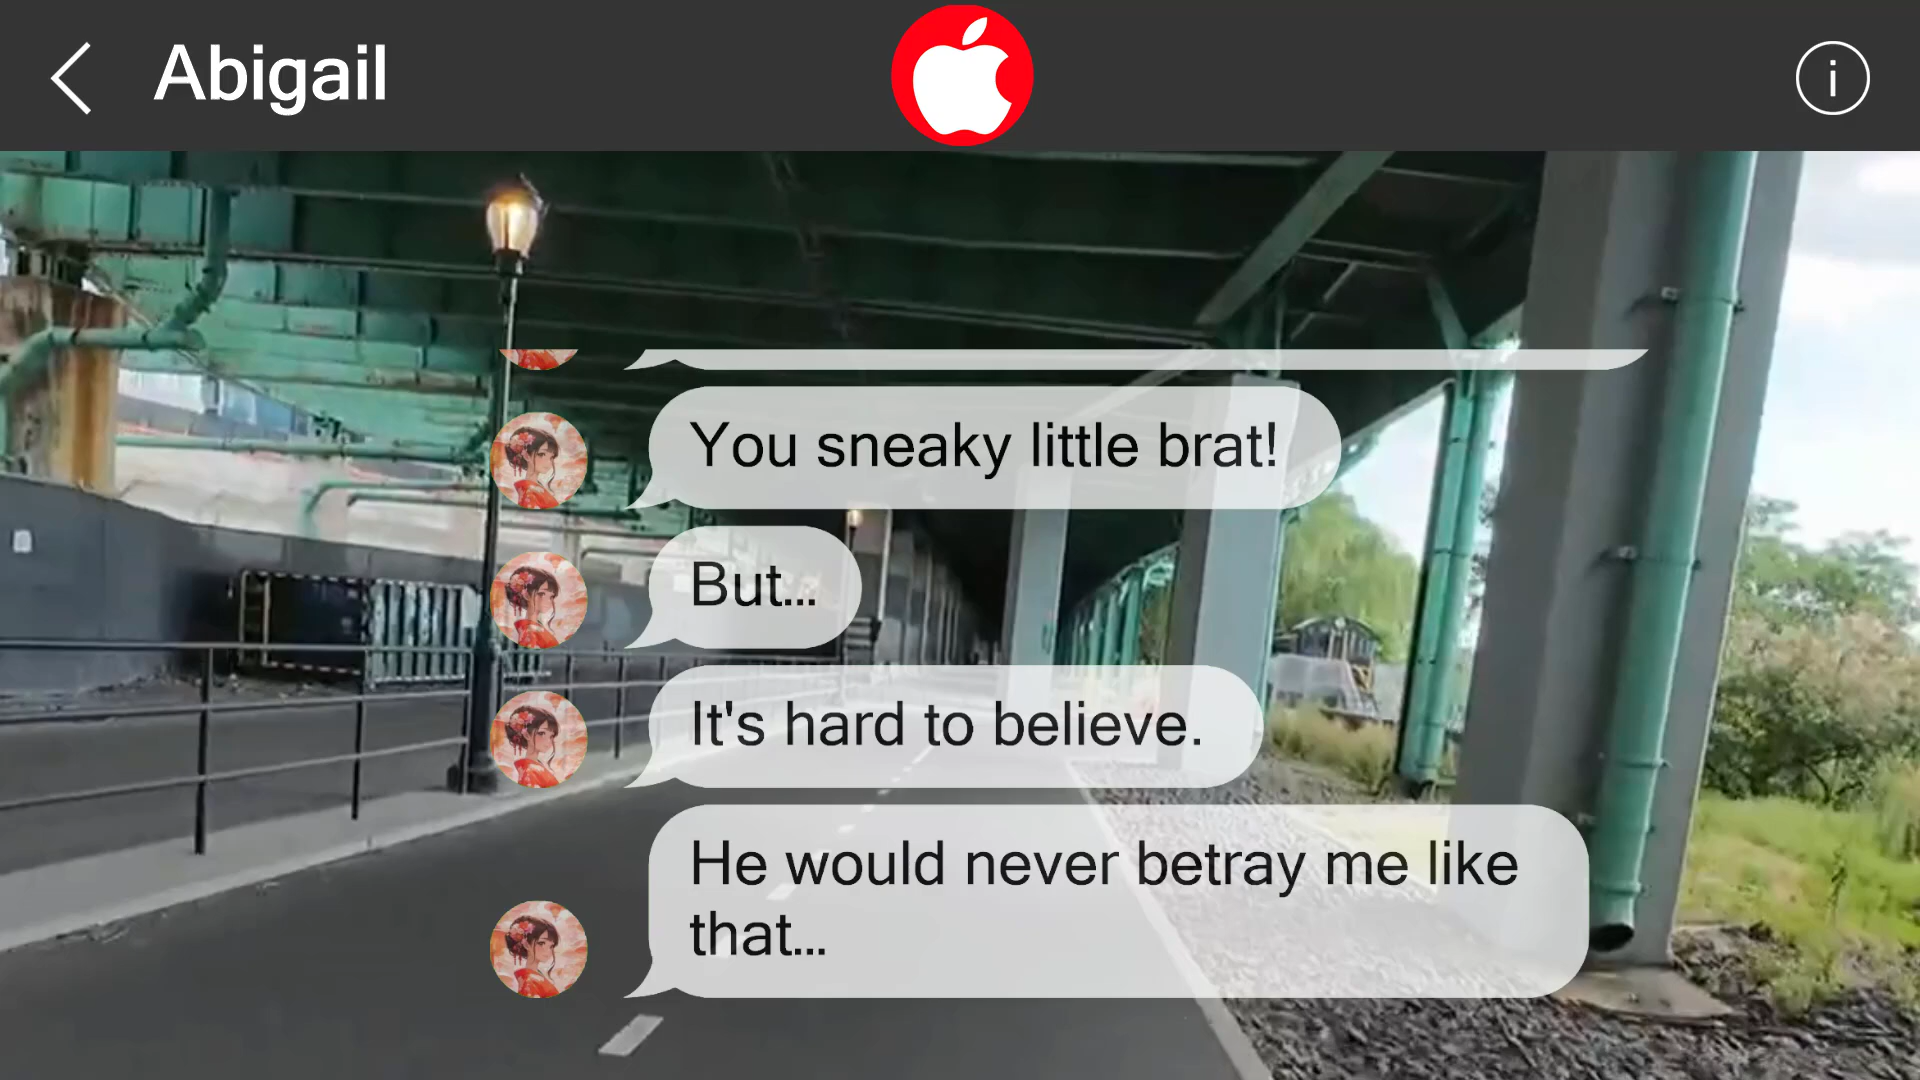 Abigail
You sneaky little brat!
But...
It's hard to believe.
He would never betray me like
that...